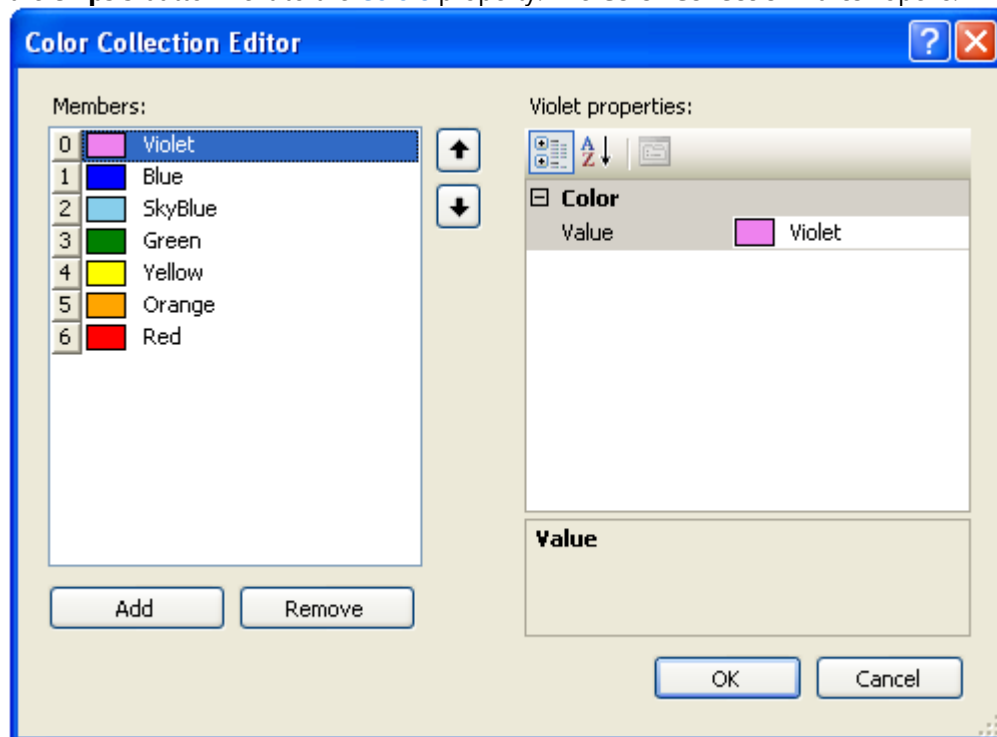 Color Collection Editor
Members:
0 Violet
1 Blue
2 SkyBlue
3 Green
4 Yellow
5 Orange
6 Red
Add Remove
Violet properties:
A
Z
Color
Value Violet
Value
OK Cancel